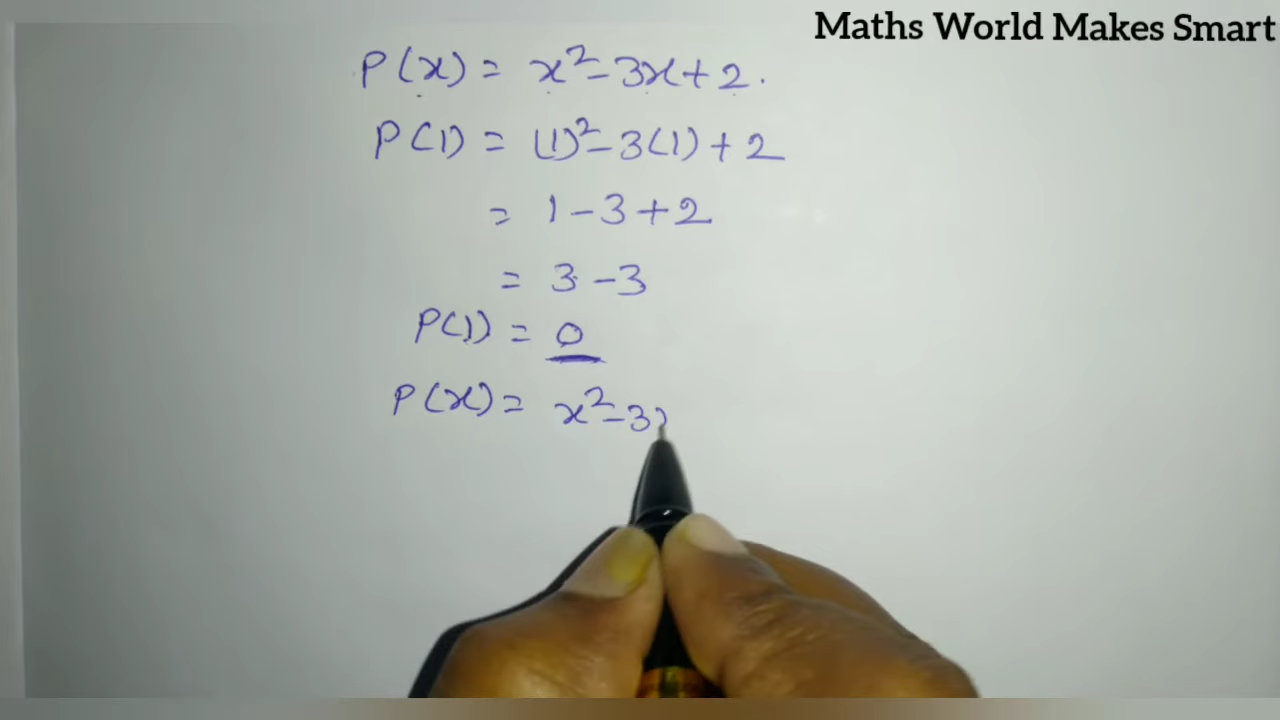 Maths World Makes Smart
P(x) = x² - 3x + 2.
P(1) = (1)² - 3(1) + 2
= 1 - 3 + 2
= 3 - 3
P(1) = 0
P(x) = x² - 3